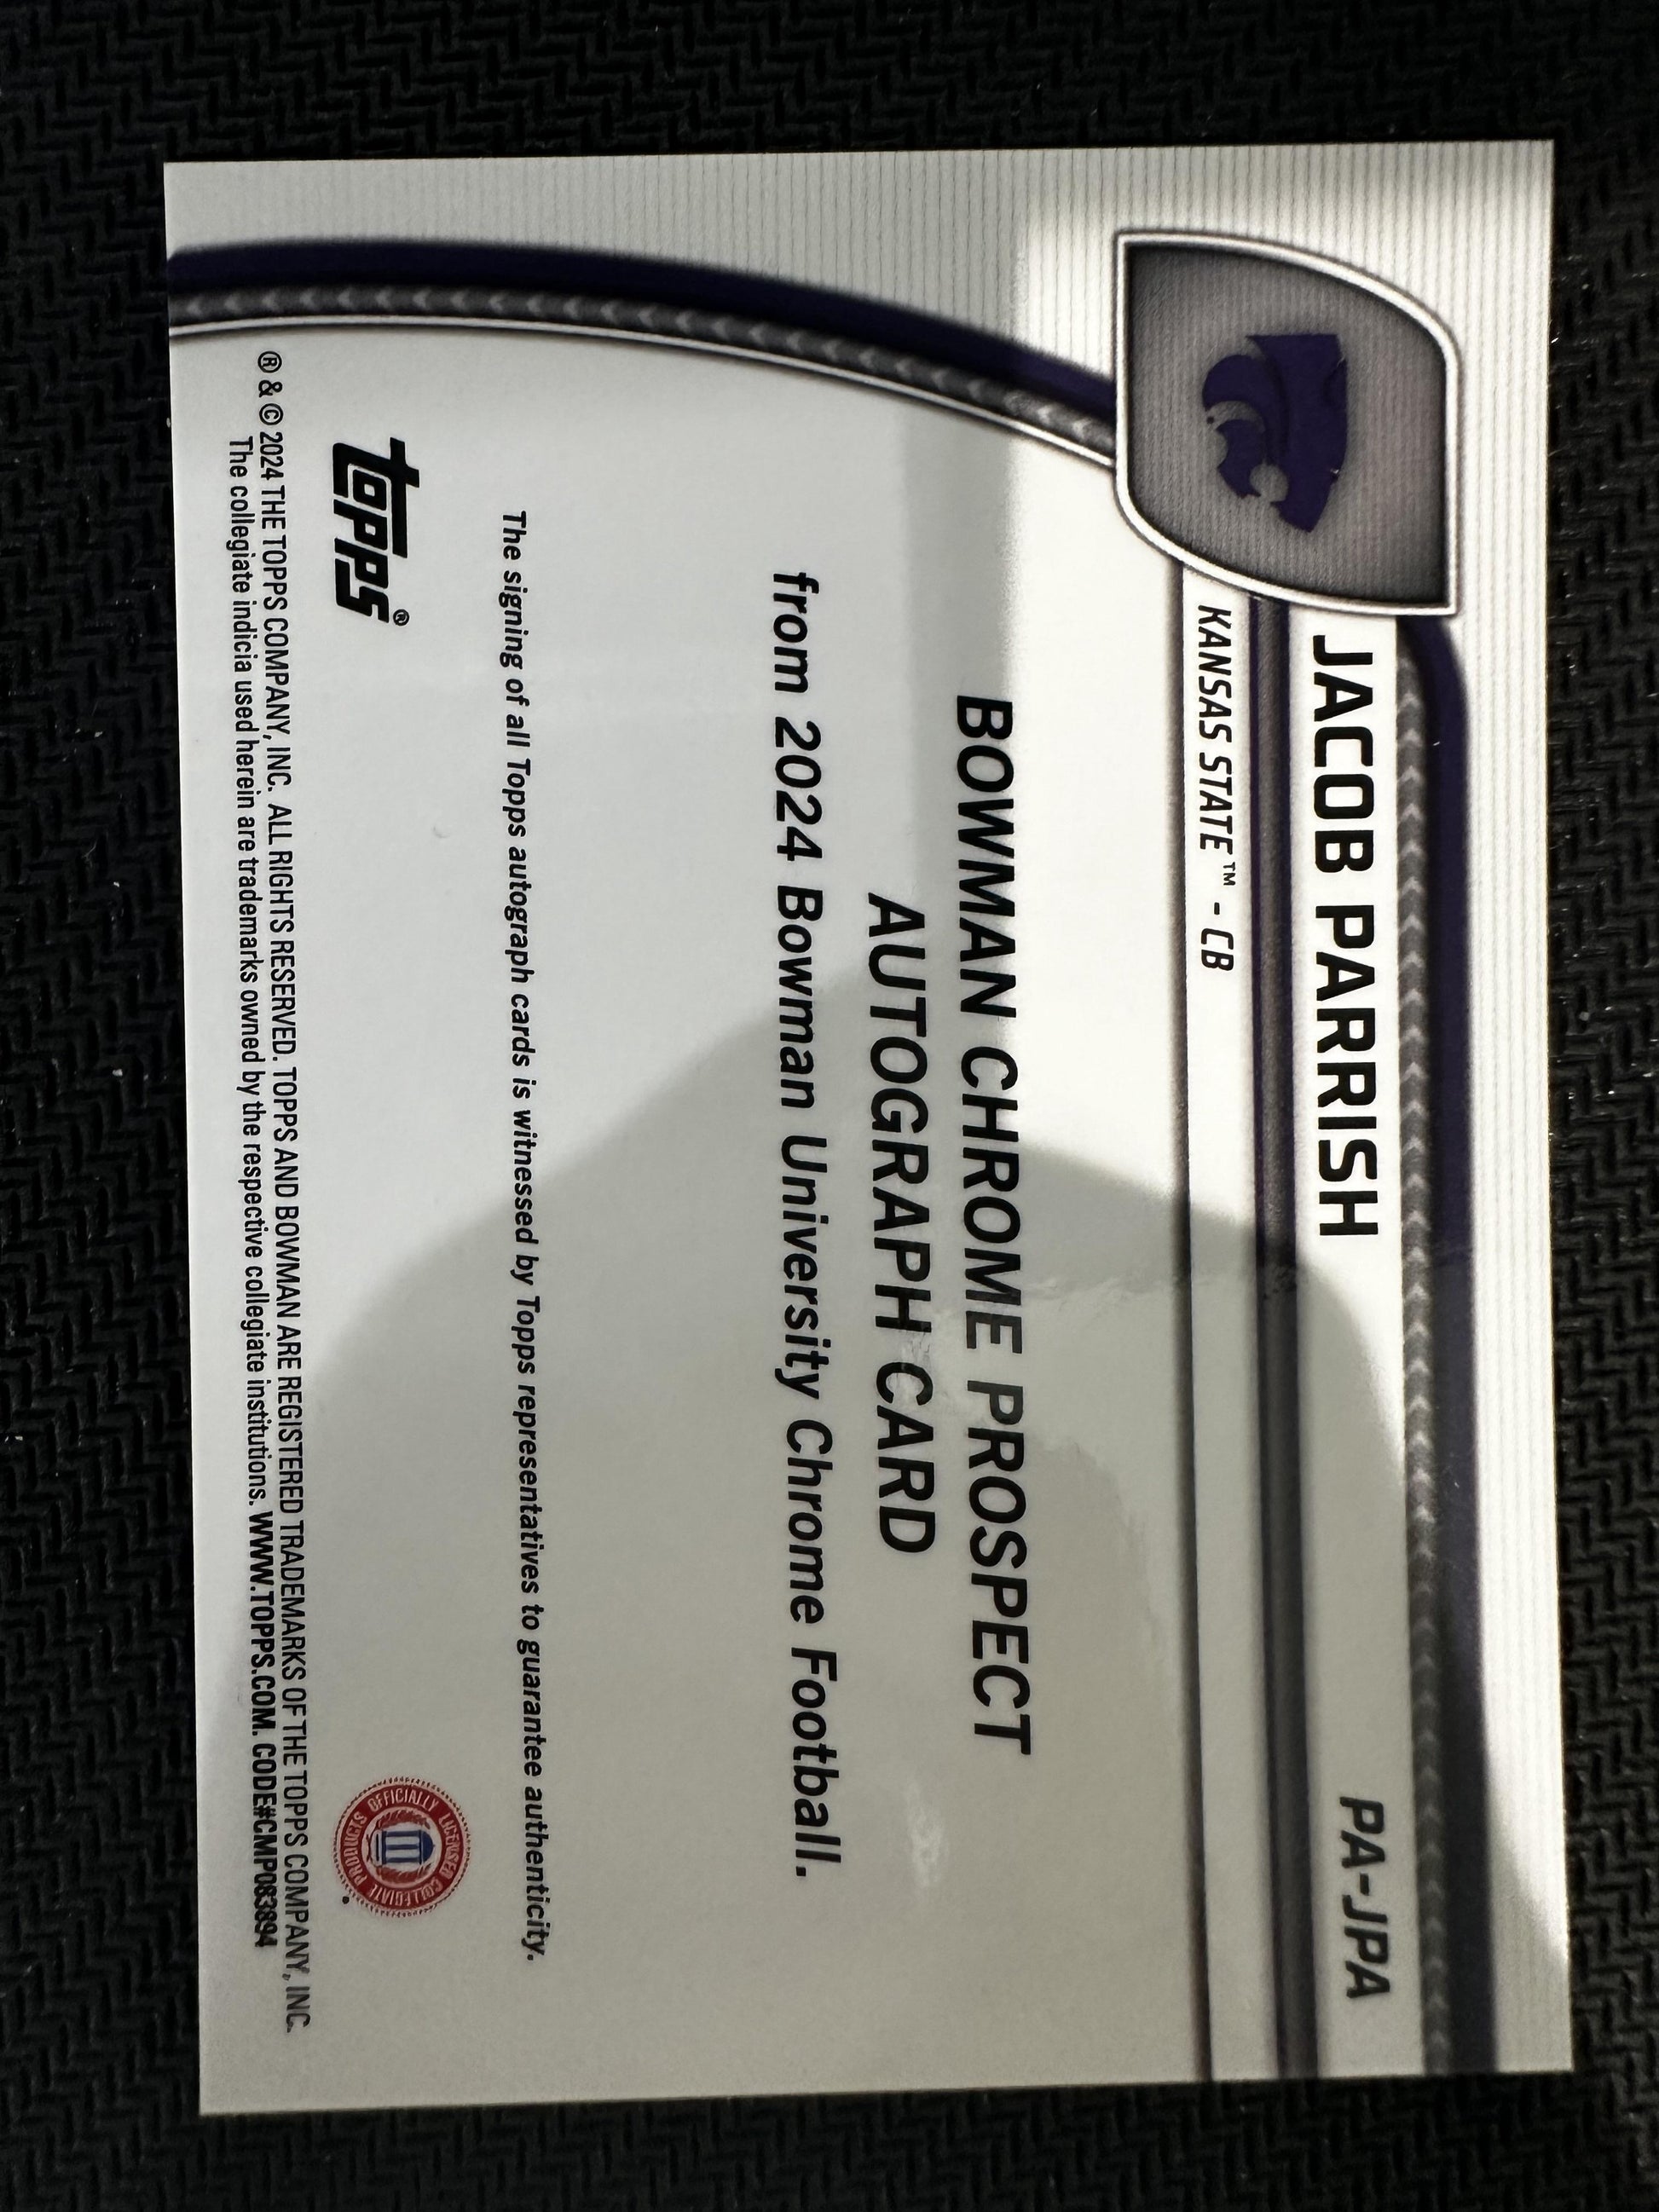 JACOB PARRISH
PA-JPA
KANSAS STATE™ - CB
BOWMAN CHROME PROSPECT
AUTOGRAPH CARD
from 2024 Bowman University Chrome Football.
The signing of all Topps autograph cards is witnessed by Topps representatives to guarantee authenticity.
topps®
OFFICIALLY LICENSED COLLEGIATE PRODUCTS
® & © 2024 THE TOPPS COMPANY, INC. ALL RIGHTS RESERVED. TOPPS AND BOWMAN ARE REGISTERED TRADEMARKS OF THE TOPPS COMPANY, INC.
The collegiate indicia used herein are trademarks owned by the respective collegiate institutions. WWW.TOPPS.COM. CODE#CMP083894